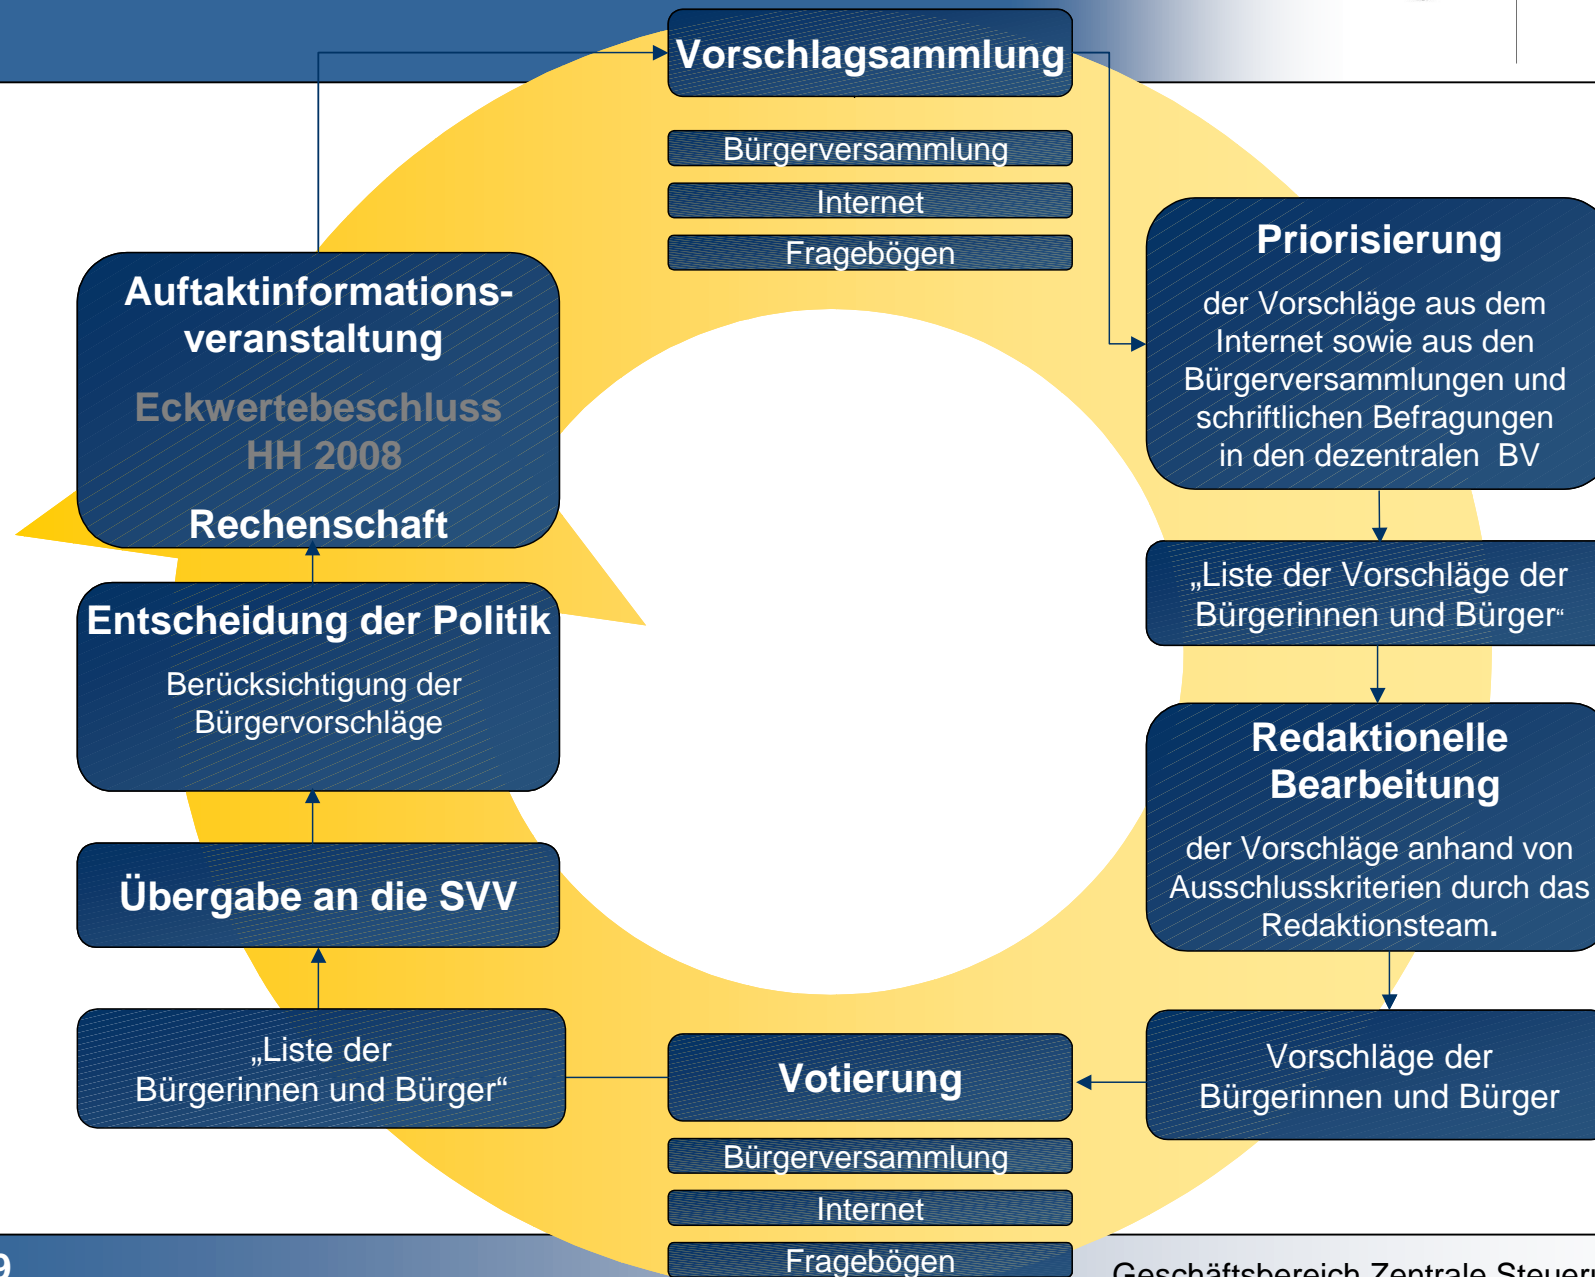 Vorschlagsammlung
Bürgerversammlung
Internet
Fragebögen
Priorisierung
der Vorschläge aus dem
Internet sowie aus den
Bürgerversammlungen und
schriftlichen Befragungen
in den dezentralen BV
„Liste der Vorschläge der
Bürgerinnen und Bürger“
Redaktionelle
Bearbeitung
der Vorschläge anhand von
Ausschlusskriterien durch das
Redaktionsteam.
Vorschläge der
Bürgerinnen und Bürger
Votierung
Bürgerversammlung
Internet
Fragebögen
„Liste der
Bürgerinnen und Bürger“
Übergabe an die SVV
Entscheidung der Politik
Berücksichtigung der
Bürgervorschläge
Auftaktinformations-
veranstaltung
Eckwertebeschluss
HH 2008
Rechenschaft
9
Geschäftsbereich Zentrale